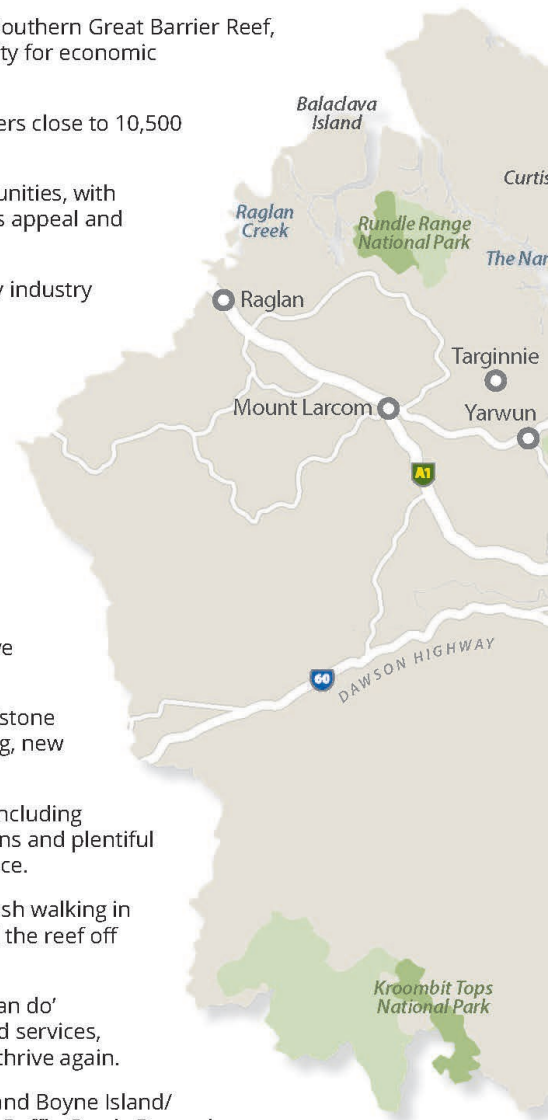 outhern Great Barrier Reef,
ty for economic
ers close to 10,500
unities, with
s appeal and
y industry
e
stone
g, new
ncluding
ns and plentiful
ce.
sh walking in
the reef off
an do’
d services,
thrive again.
and Boyne Island/
Balaclava
Island
Curtis
Raglan
Creek
Rundle Range
National Park
The Nar
Raglan
Targinnie
Mount Larcom
Yarwun
A1
60
DAWSON HIGHWAY
Kroombit Tops
National Park